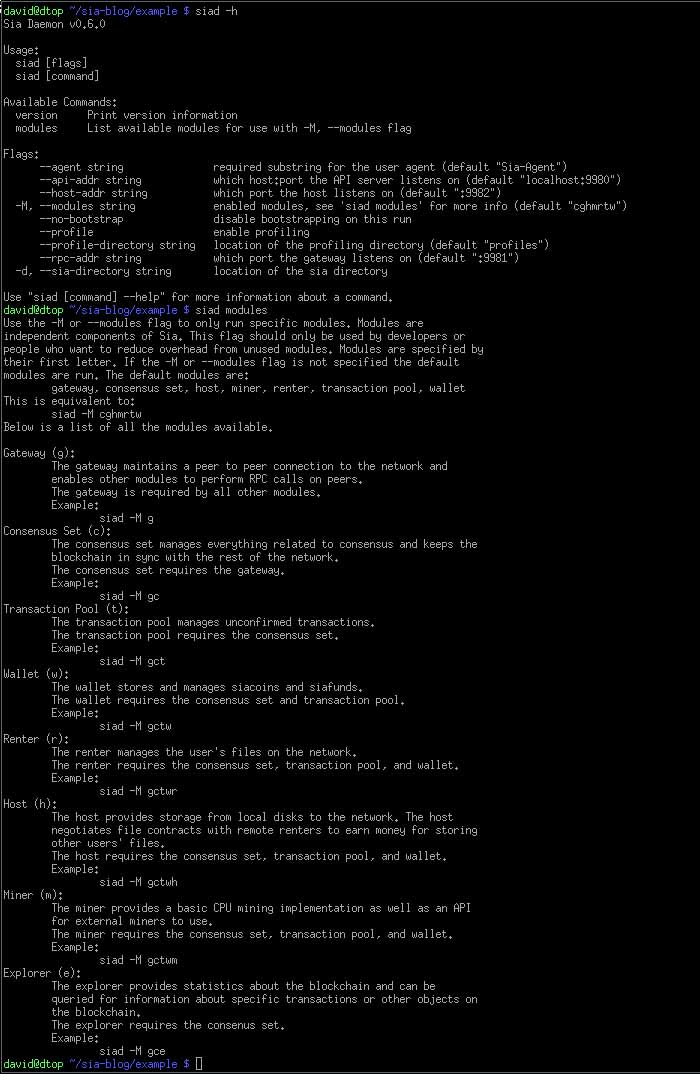 david@dtop ~/sia-blog/example $ siad -h
Sia Daemon v0.6.0
Usage:
siad [flags]
siad [command]
Available Commands:
version Print version information
modules List available modules for use with -M, --modules flag
Flags:
--agent string required substring for the user agent (default "Sia-Agent")
--api-addr string which host:port the API server listens on (default "localhost:9980")
--host-addr string which port the host listens on (default ":9982")
-M, --modules string enabled modules, see 'siad modules' for more info (default "cghmrtw")
--no-bootstrap disable bootstrapping on this run
--profile enable profiling
--profile-directory string location of the profiling directory (default "profiles")
--rpc-addr string which port the gateway listens on (default ":9981")
-d, --sia-directory string location of the sia directory
Use "siad [command] --help" for more information about a command.
david@dtop ~/sia-blog/example $ siad modules
Use the -M or --modules flag to only run specific modules. Modules are
independent components of Sia. This flag should only be used by developers or
people who want to reduce overhead from unused modules. Modules are specified by
their first letter. If the -M or --modules flag is not specified the default
modules are run. The default modules are:
gateway, consensus set, host, miner, renter, transaction pool, wallet
This is equivalent to:
siad -M cghmrtw
Below is a list of all the modules available.
Gateway (g):
The gateway maintains a peer to peer connection to the network and
enables other modules to perform RPC calls on peers.
The gateway is required by all other modules.
Example:
siad -M g
Consensus Set (c):
The consensus set manages everything related to consensus and keeps the
blockchain in sync with the rest of the network.
The consensus set requires the gateway.
Example:
siad -M gc
Transaction Pool (t):
The transaction pool manages unconfirmed transactions.
The transaction pool requires the consensus set.
Example:
siad -M gct
Wallet (w):
The wallet stores and manages siacoins and siafunds.
The wallet requires the consensus set and transaction pool.
Example:
siad -M gctw
Renter (r):
The renter manages the user's files on the network.
The renter requires the consensus set, transaction pool, and wallet.
Example:
siad -M gctwr
Host (h):
The host provides storage from local disks to the network. The host
negotiates file contracts with remote renters to earn money for storing
other users' files.
The host requires the consensus set, transaction pool, and wallet.
Example:
siad -M gctwh
Miner (m):
The miner provides a basic CPU mining implementation as well as an API
for external miners to use.
The miner requires the consensus set, transaction pool, and wallet.
Example:
siad -M gctwm
Explorer (e):
The explorer provides statistics about the blockchain and can be
queried for information about specific transactions or other objects on
the blockchain.
The explorer requires the consenus set.
Example:
siad -M gce
david@dtop ~/sia-blog/example $